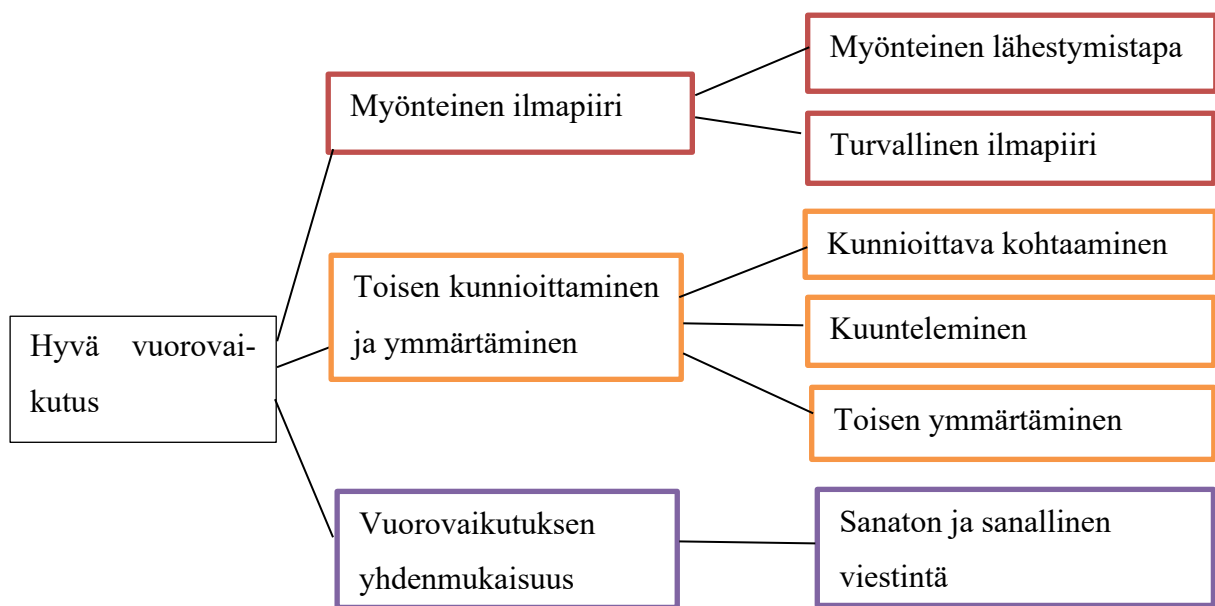 Hyvä vuorovai-
kutus
Myönteinen ilmapiiri
Myönteinen lähestymistapa
Turvallinen ilmapiiri
Toisen kunnioittaminen
ja ymmärtäminen
Kunnioittava kohtaaminen
Kuunteleminen
Toisen ymmärtäminen
Vuorovaikutuksen
yhdenmukaisuus
Sanaton ja sanallinen
viestintä